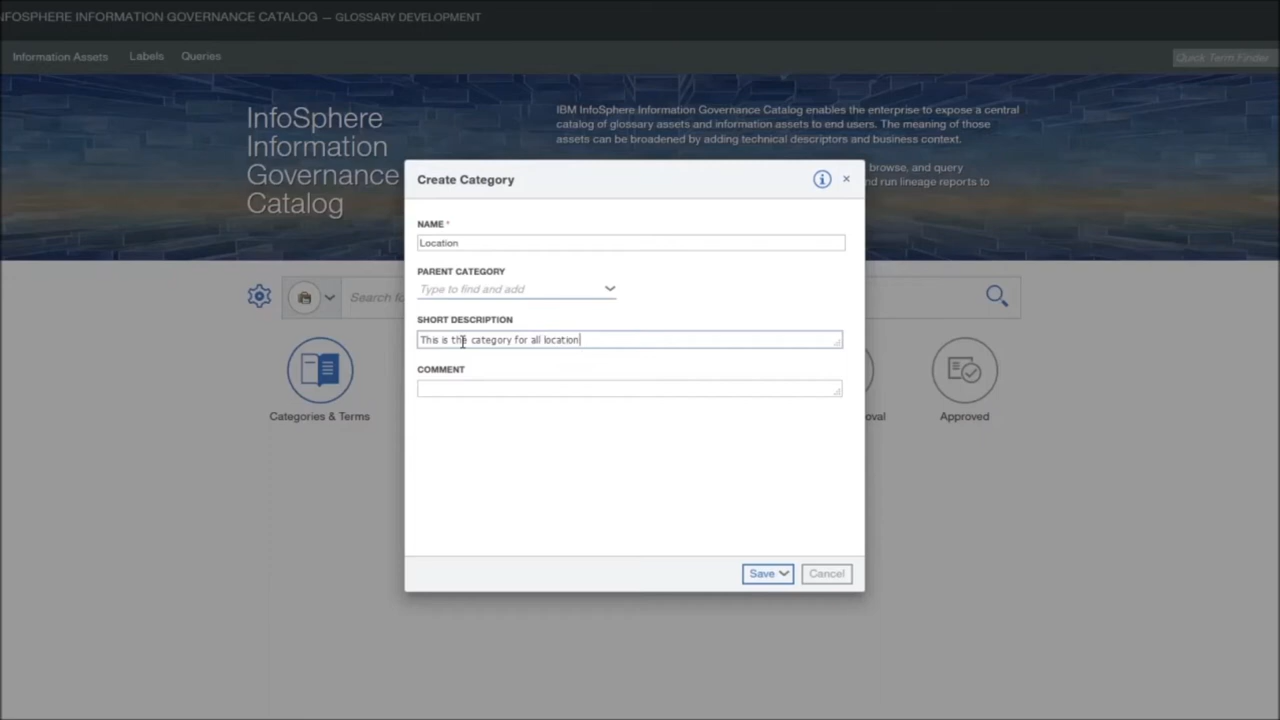 NFOSPHERE INFORMATION GOVERNANCE CATALOG — GLOSSARY DEVELOPMENT
Information Assets Labels Queries
Quick Term Finder
InfoSphere
Information
Governance
Catalog
IBM InfoSphere Information Governance Catalog enables the enterprise to expose a central
catalog of glossary assets and information assets to end users. The meaning of those
assets can be broadened by adding technical descriptors and business context.
browse, and query
nd run lineage reports to
Create Category
NAME *
Location
PARENT CATEGORY
Type to find and add
SHORT DESCRIPTION
This is the category for all location
COMMENT
Save Cancel
Search fo
Categories & Terms
oval
Approved